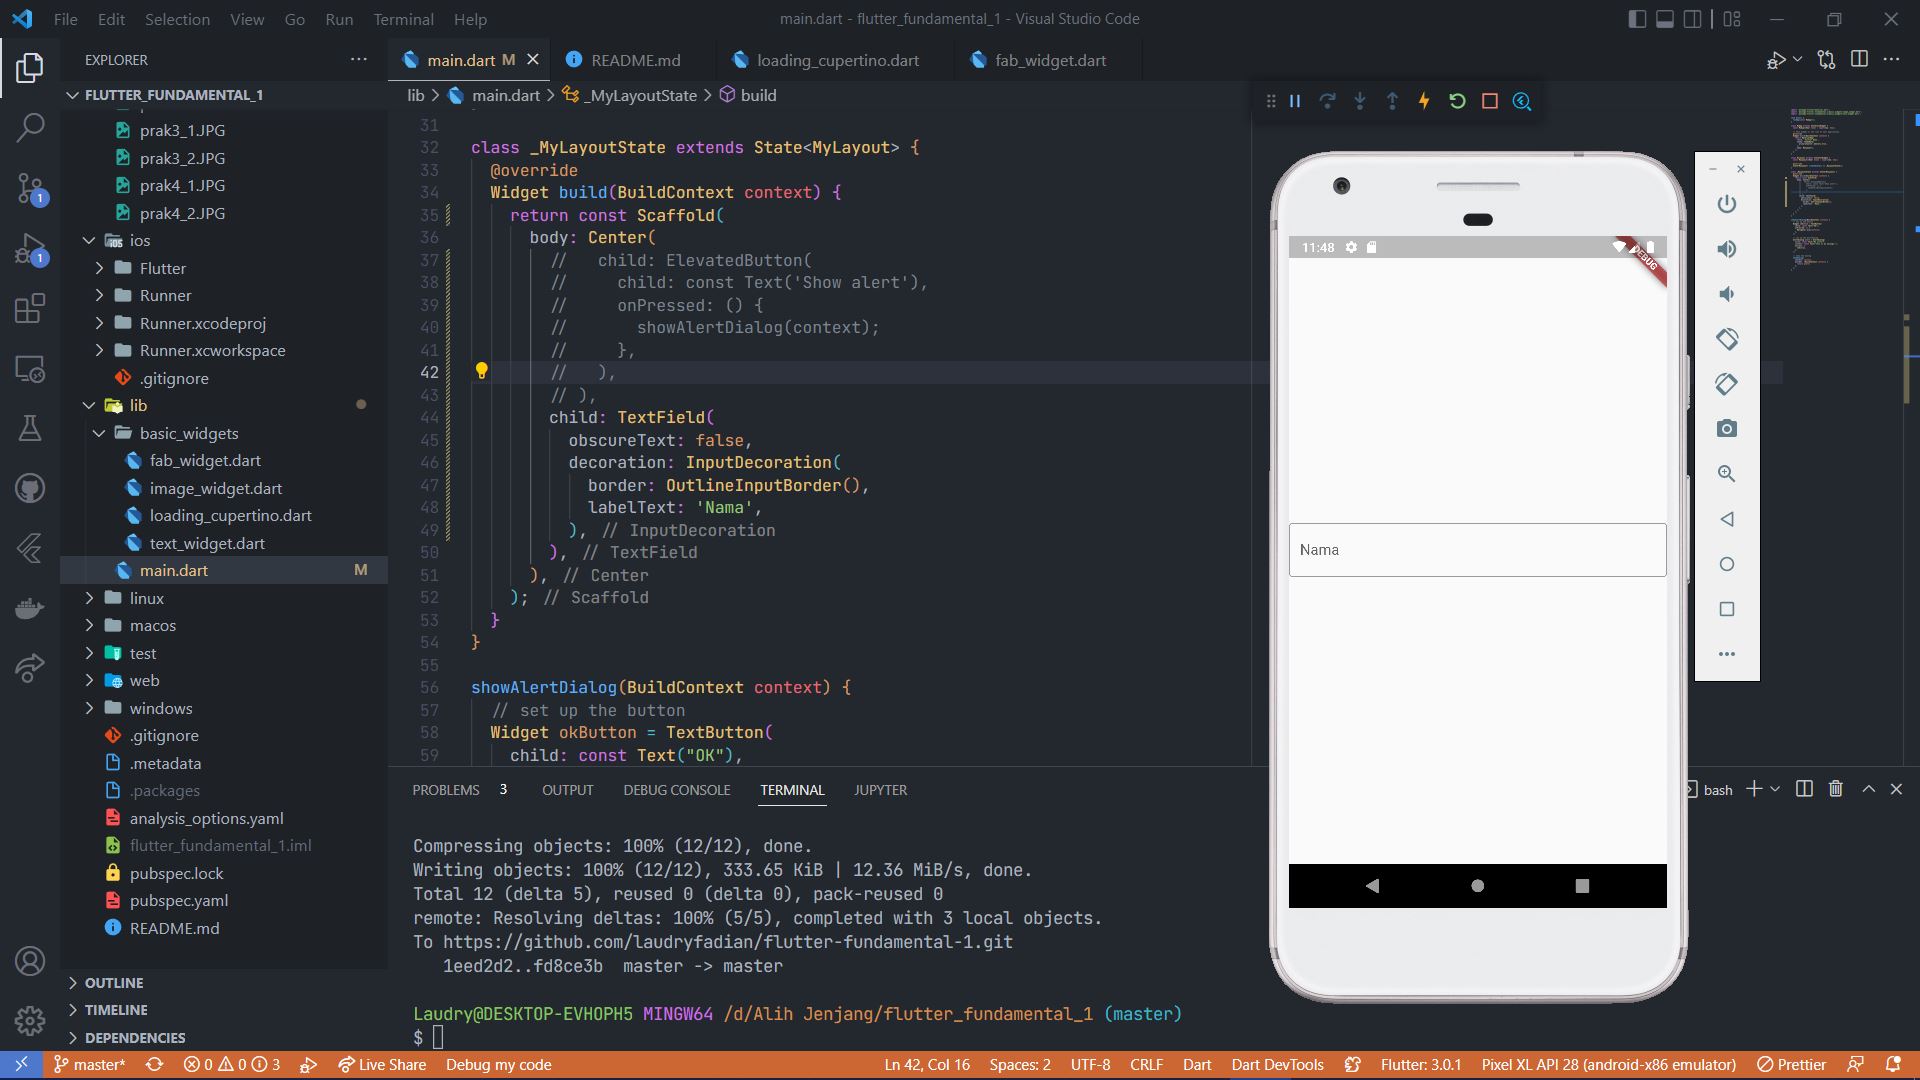 File Edit Selection View Go Run Terminal Help
main.dart - flutter_fundamental_1 - Visual Studio Code
EXPLORER
main.dart M
README.md
loading_cupertino.dart
fab_widget.dart
FLUTTER_FUNDAMENTAL_1
lib > main.dart > _MyLayoutState > build
prak3_1.JPG
prak3_2.JPG
prak4_1.JPG
prak4_2.JPG
ios
Flutter
Runner
Runner.xcodeproj
Runner.xcworkspace
.gitignore
lib
basic_widgets
fab_widget.dart
image_widget.dart
loading_cupertino.dart
text_widget.dart
main.dart M
linux
macos
test
web
windows
.gitignore
.metadata
.packages
analysis_options.yaml
flutter_fundamental_1.iml
pubspec.lock
pubspec.yaml
README.md
OUTLINE
TIMELINE
DEPENDENCIES
1
1
31
32 class _MyLayoutState extends State<MyLayout> {
33 @override
34 Widget build(BuildContext context) {
35 return const Scaffold(
36 body: Center(
37 // child: ElevatedButton(
38 // child: const Text('Show alert'),
39 // onPressed: () {
40 // showAlertDialog(context);
41 // },
42 // ),
43 // ),
44 child: TextField(
45 obscureText: false,
46 decoration: InputDecoration(
47 border: OutlineInputBorder(),
48 labelText: 'Nama',
49 ), // InputDecoration
50 ), // TextField
51 ), // Center
52 ); // Scaffold
53 }
54 }
55
56 showAlertDialog(BuildContext context) {
57 // set up the button
58 Widget okButton = TextButton(
59 child: const Text("OK"),
11:48
DEBUG
Nama
PROBLEMS 3 OUTPUT DEBUG CONSOLE TERMINAL JUPYTER
bash
Compressing objects: 100% (12/12), done.
Writing objects: 100% (12/12), 333.65 KiB | 12.36 MiB/s, done.
Total 12 (delta 5), reused 0 (delta 0), pack-reused 0
remote: Resolving deltas: 100% (5/5), completed with 3 local objects.
To https://github.com/laudryfadian/flutter-fundamental-1.git
1eed2d2..fd8ce3b master -> master
Laudry@DESKTOP-EVHOPH5 MINGW64 /d/Alih Jenjang/flutter_fundamental_1 (master)
$
master* 0 0 3 Live Share Debug my code Ln 42, Col 16 Spaces: 2 UTF-8 CRLF Dart Dart DevTools Flutter: 3.0.1 Pixel XL API 28 (android-x86 emulator) Prettier